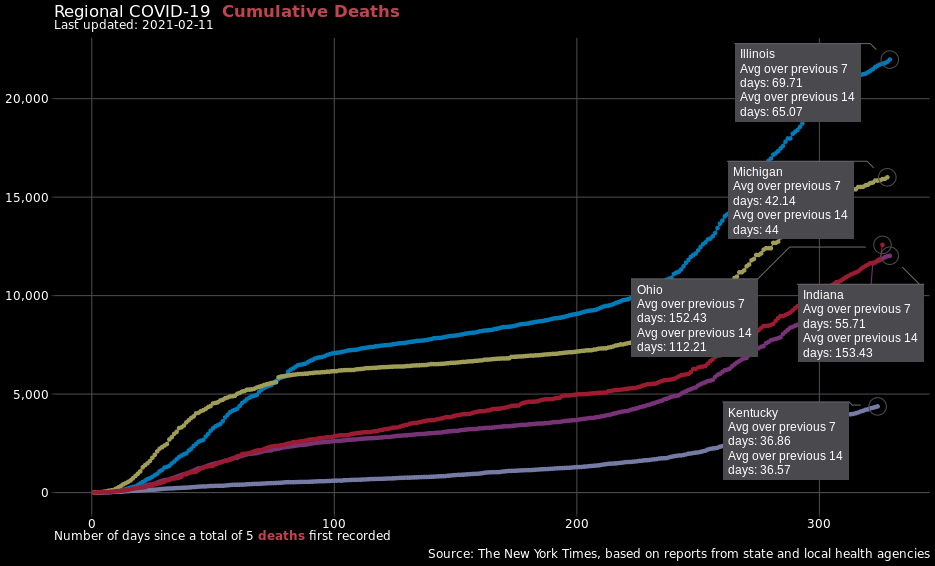 Regional COVID-19 Cumulative Deaths
Last updated: 2021-02-11
Illinois
Avg over previous 7
days: 69.71
Avg over previous 14
days: 65.07
20,000
Michigan
Avg over previous 7
days: 42.14
Avg over previous 14
days: 44
15,000
Ohio
Avg over previous 7
days: 152.43
Avg over previous 14
days: 112.21
Indiana
Avg over previous 7
days: 55.71
Avg over previous 14
days: 153.43
10,000
5,000
Kentucky
Avg over previous 7
days: 36.86
Avg over previous 14
days: 36.57
0
0 100 200 300
Number of days since a total of 5 deaths first recorded
Source: The New York Times, based on reports from state and local health agencies